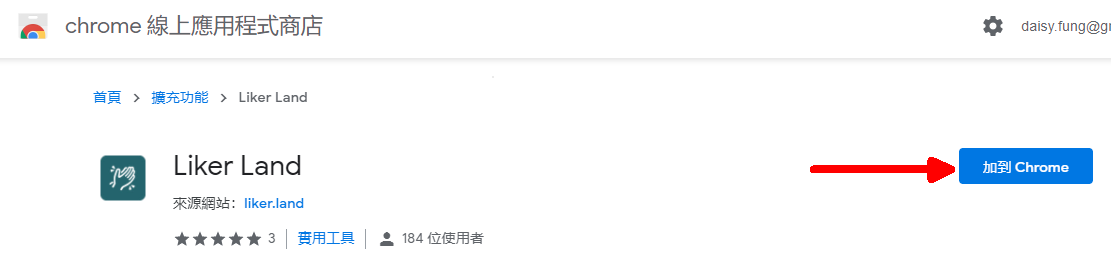 chrome 線上應用程式商店
daisy.fung@gr
首頁 > 擴充功能 > Liker Land
Liker Land
加到 Chrome
來源網站: liker.land
★★★★★ 3 | 實用工具 | 184 位使用者